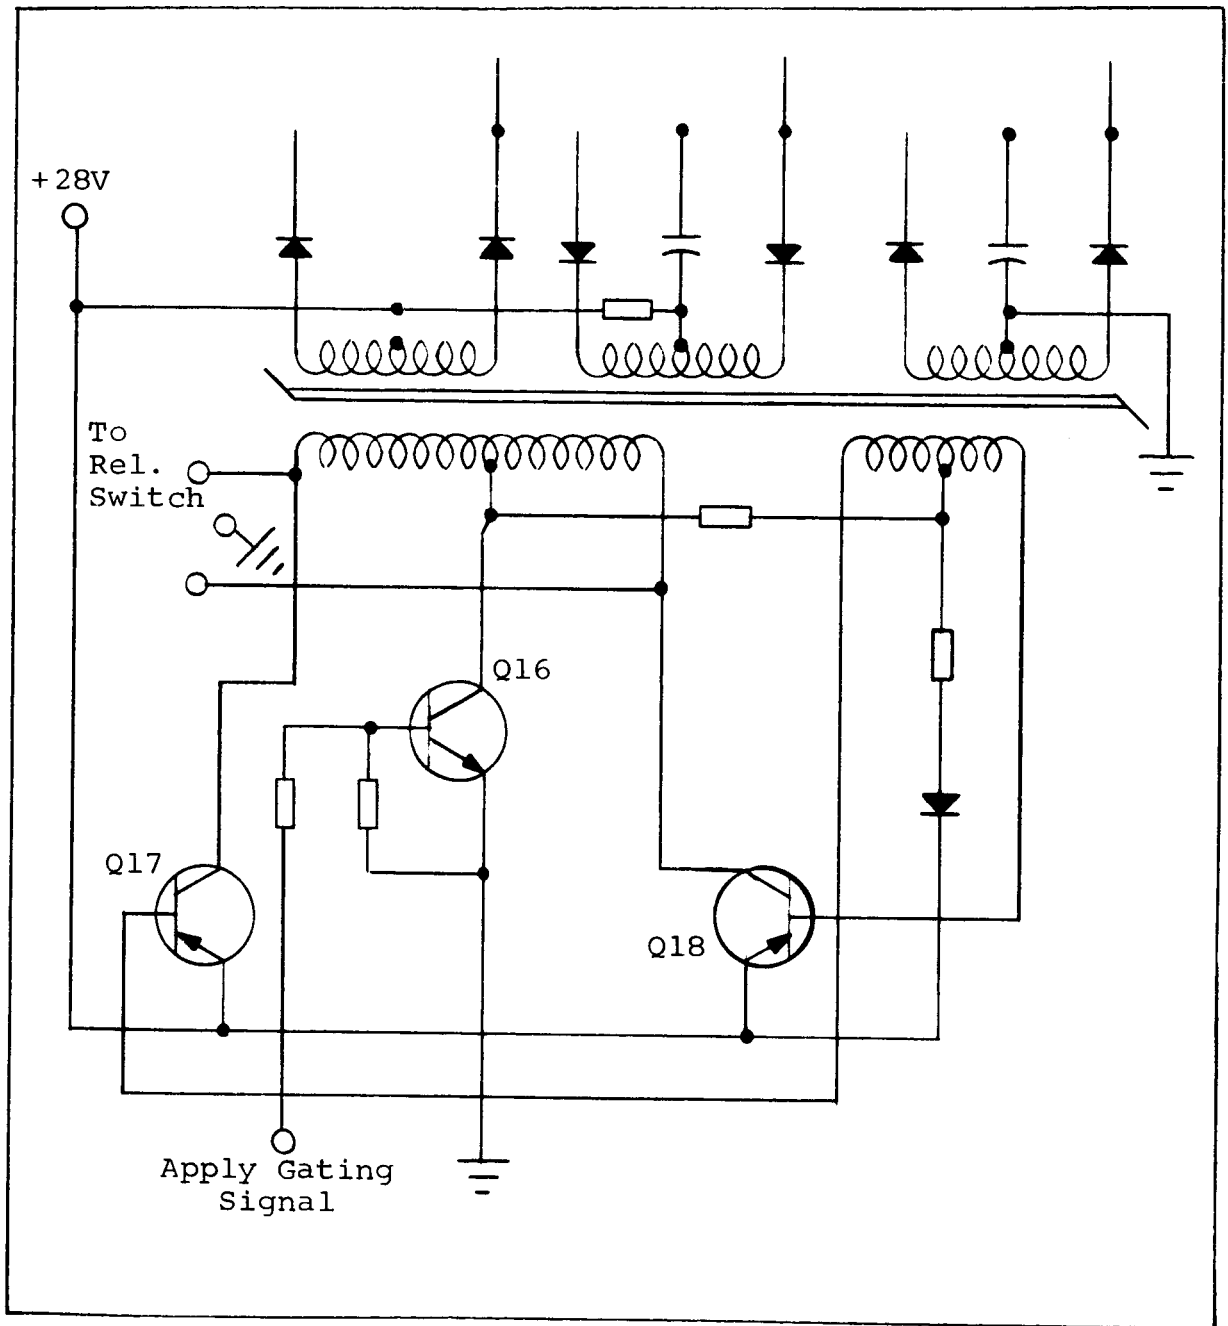 +28V
To
Rel.
Switch
Q16
Q17
Q18
Apply Gating
Signal